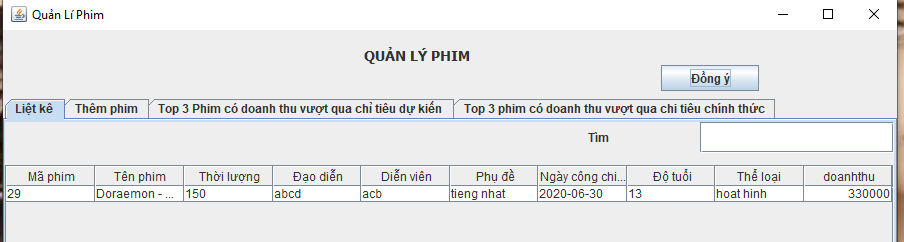 Quản Lí Phim
QUẢN LÝ PHIM
Đồng ý
Liệt kê Thêm phim Top 3 Phim có doanh thu vượt qua chỉ tiêu dự kiến Top 3 phim có doanh thu vượt qua chi tiêu chính thức
Tìm
Mã phim Tên phim Thời lượng Đạo diễn Diễn viên Phụ đề Ngày công chi... Độ tuổi Thể loại doanhthu
29 Doraemon - ... 150 abcd acb tieng nhat 2020-06-30 13 hoat hinh 330000